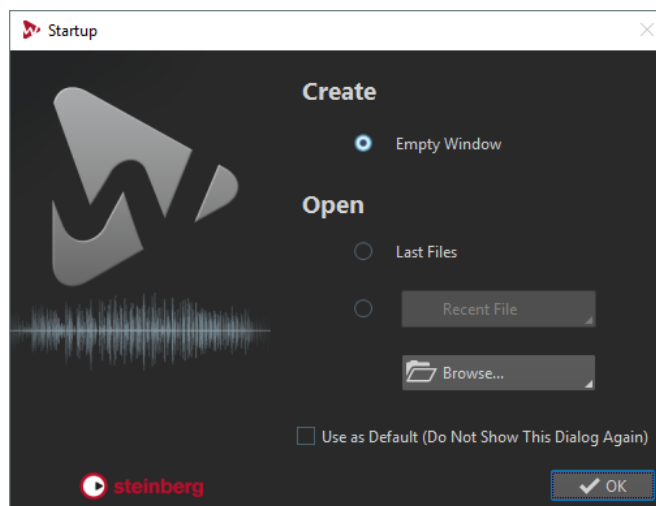 Startup
Create
Empty Window
Open
Last Files
Recent File
Browse...
Use as Default (Do Not Show This Dialog Again)
steinberg
OK